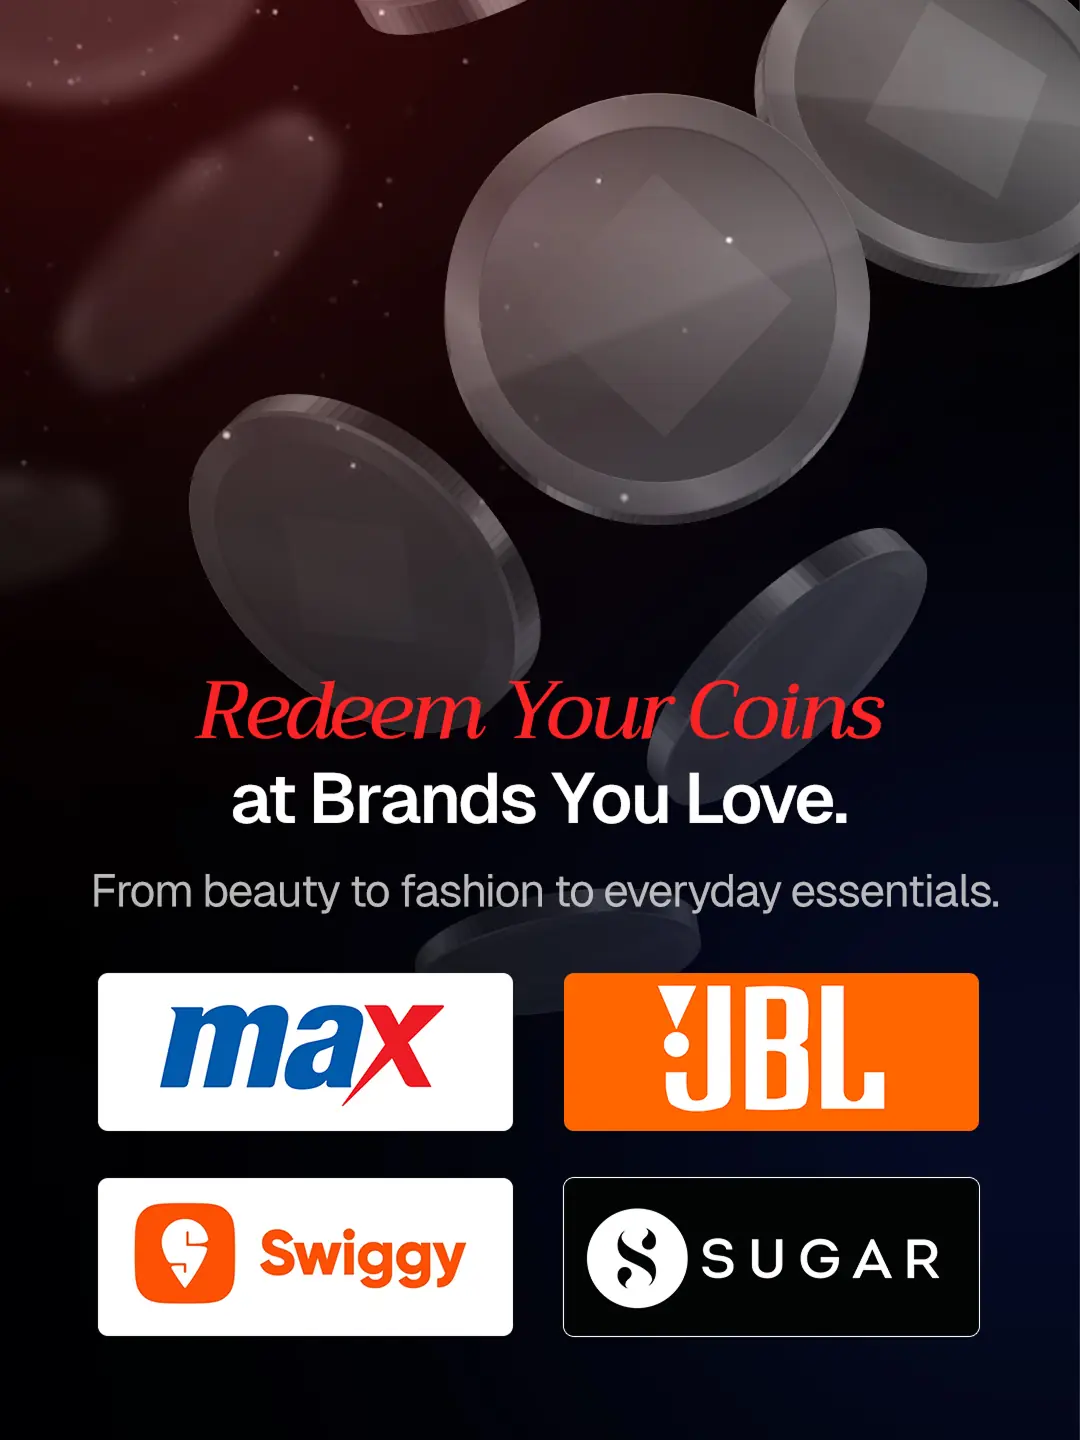 Redeem Your Coins
at Brands You Love.
From beauty to fashion to everyday essentials.
max
JBL
Swiggy
SUGAR